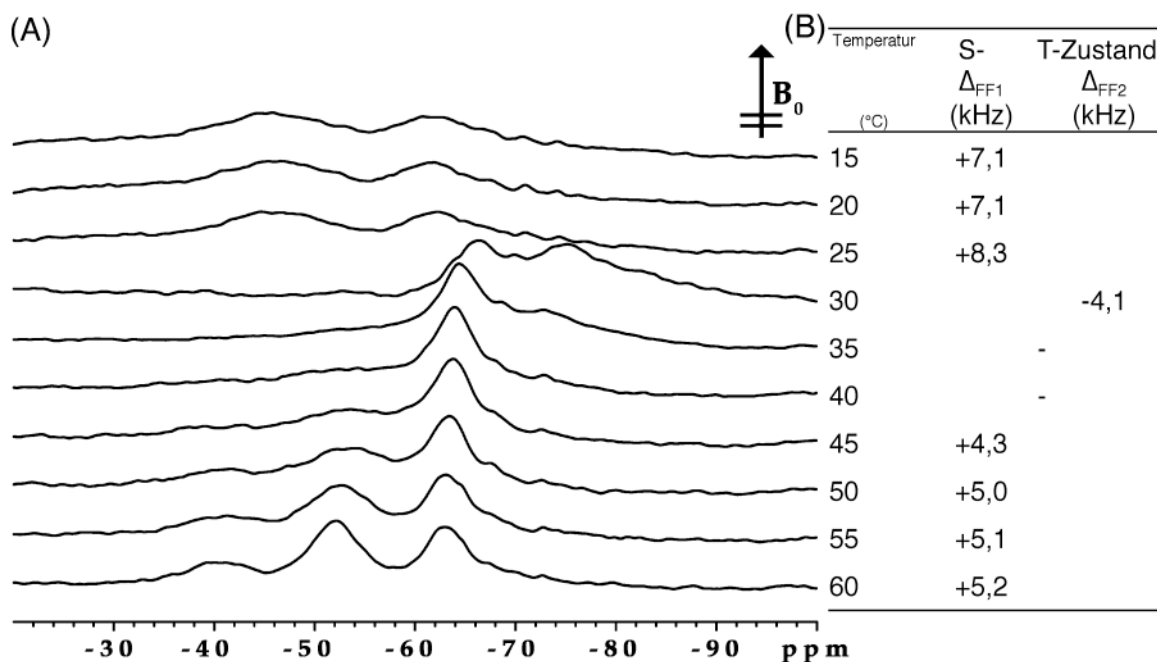 (A)
B₀
-30 -40 -50 -60 -70 -80 -90 ppm
(B)
Temperatur S- T-Zustand
Δ_FF1 Δ_FF2
(°C) (kHz) (kHz)
15 +7,1
20 +7,1
25 +8,3
30 -4,1
35 -
40 -
45 +4,3
50 +5,0
55 +5,1
60 +5,2